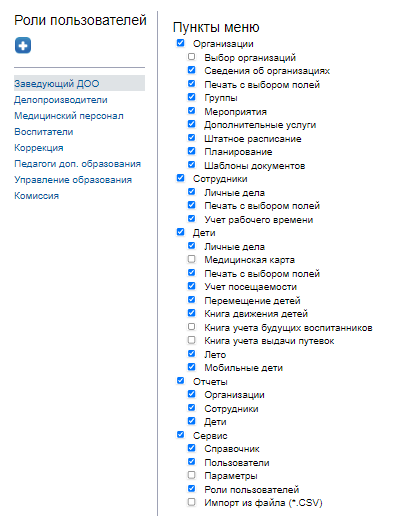 Роли пользователей
Заведующий ДОО
Делопроизводители
Медицинский персонал
Воспитатели
Коррекция
Педагоги доп. образования
Управление образования
Комиссия
Пункты меню
Организации
Выбор организаций
Сведения об организациях
Печать с выбором полей
Группы
Мероприятия
Дополнительные услуги
Штатное расписание
Планирование
Шаблоны документов
Сотрудники
Личные дела
Печать с выбором полей
Учет рабочего времени
Дети
Личные дела
Медицинская карта
Печать с выбором полей
Учет посещаемости
Перемещение детей
Книга движения детей
Книга учета будущих воспитанников
Книга учета выдачи путевок
Лето
Мобильные дети
Отчеты
Организации
Сотрудники
Дети
Сервис
Справочник
Пользователи
Параметры
Роли пользователей
Импорт из файла (*.CSV)